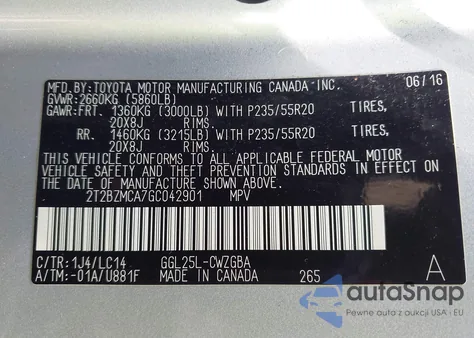 MFD.BY:TOYOTA MOTOR MANUFACTURING CANADA INC. 06/16
GVWR:2660KG (5860LB)
GAWR:FRT. 1360KG (3000LB) WITH P235/55R20 TIRES,
20X8J RIMS.
RR. 1460KG (3215LB) WITH P235/55R20 TIRES,
20X8J RIMS.
THIS VEHICLE CONFORMS TO ALL APPLICABLE FEDERAL MOTOR
VEHICLE SAFETY AND THEFT PREVENTION STANDARDS IN EFFECT ON
THE DATE OF MANUFACTURE SHOWN ABOVE.
2T2BZMCA7GC042901 MPV
C/TR:1J4/LC14 GGL25L-CWZGBA
A/TM:-01A/U881F MADE IN CANADA 265 A
autoSnap
Pewne auta z aukcji USA - EU